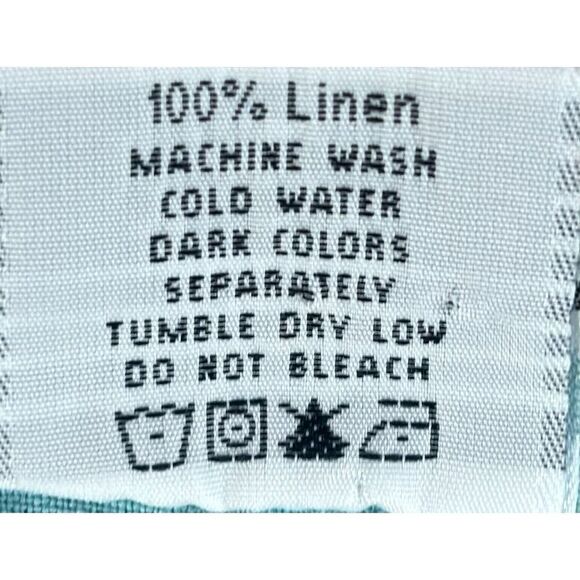 100% Linen
MACHINE WASH
COLD WATER
DARK COLORS
SEPARATELY
TUMBLE DRY LOW
DO NOT BLEACH